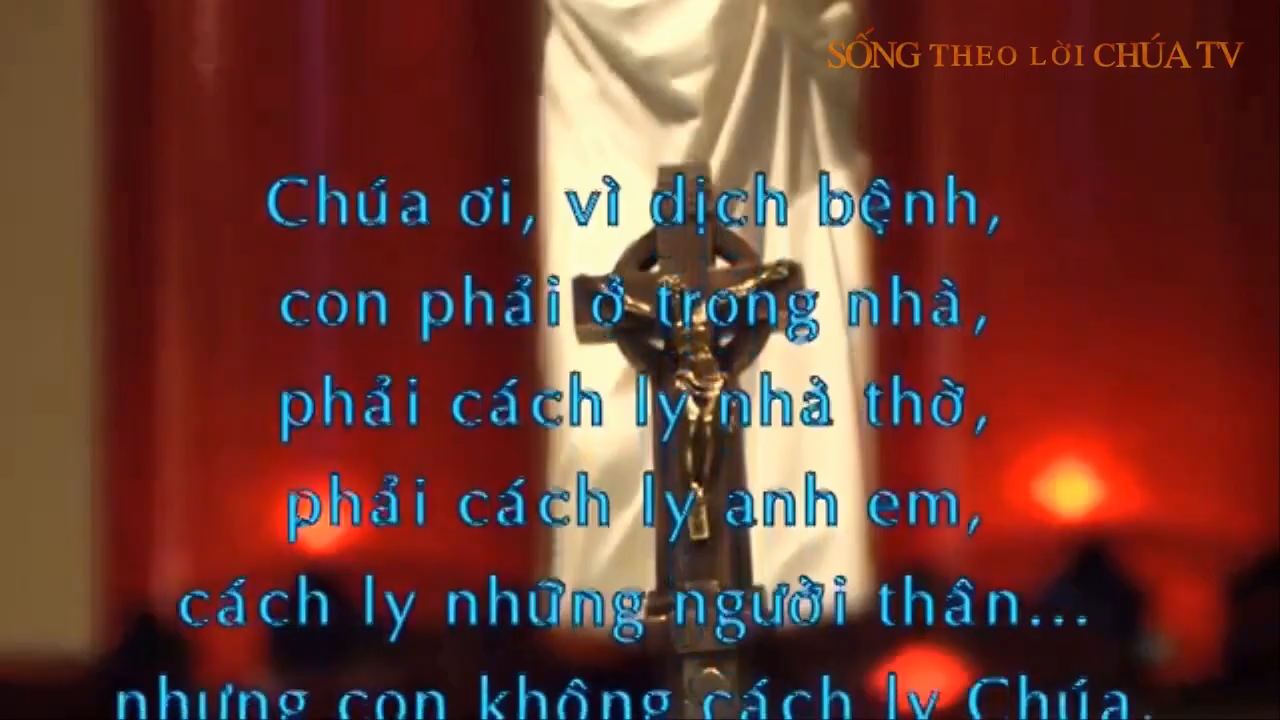 SỐNG THEO LỜI CHÚA TV
Chúa ơi, vì dịch bệnh,
con phải ở trong nhà,
phải cách ly nhà thờ,
phải cách ly anh em,
cách ly những người thân...
nhưng con không cách ly Chúa.